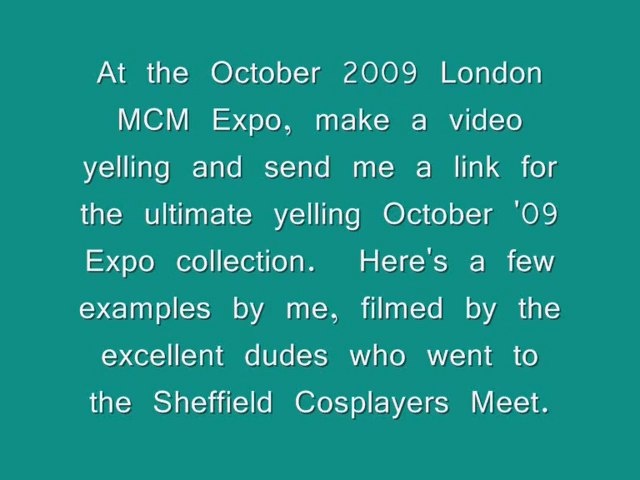 At the October 2009 London
MCM Expo, make a video
yelling and send me a link for
the ultimate yelling October '09
Expo collection. Here's a few
examples by me, filmed by the
excellent dudes who went to
the Sheffield Cosplayers Meet.